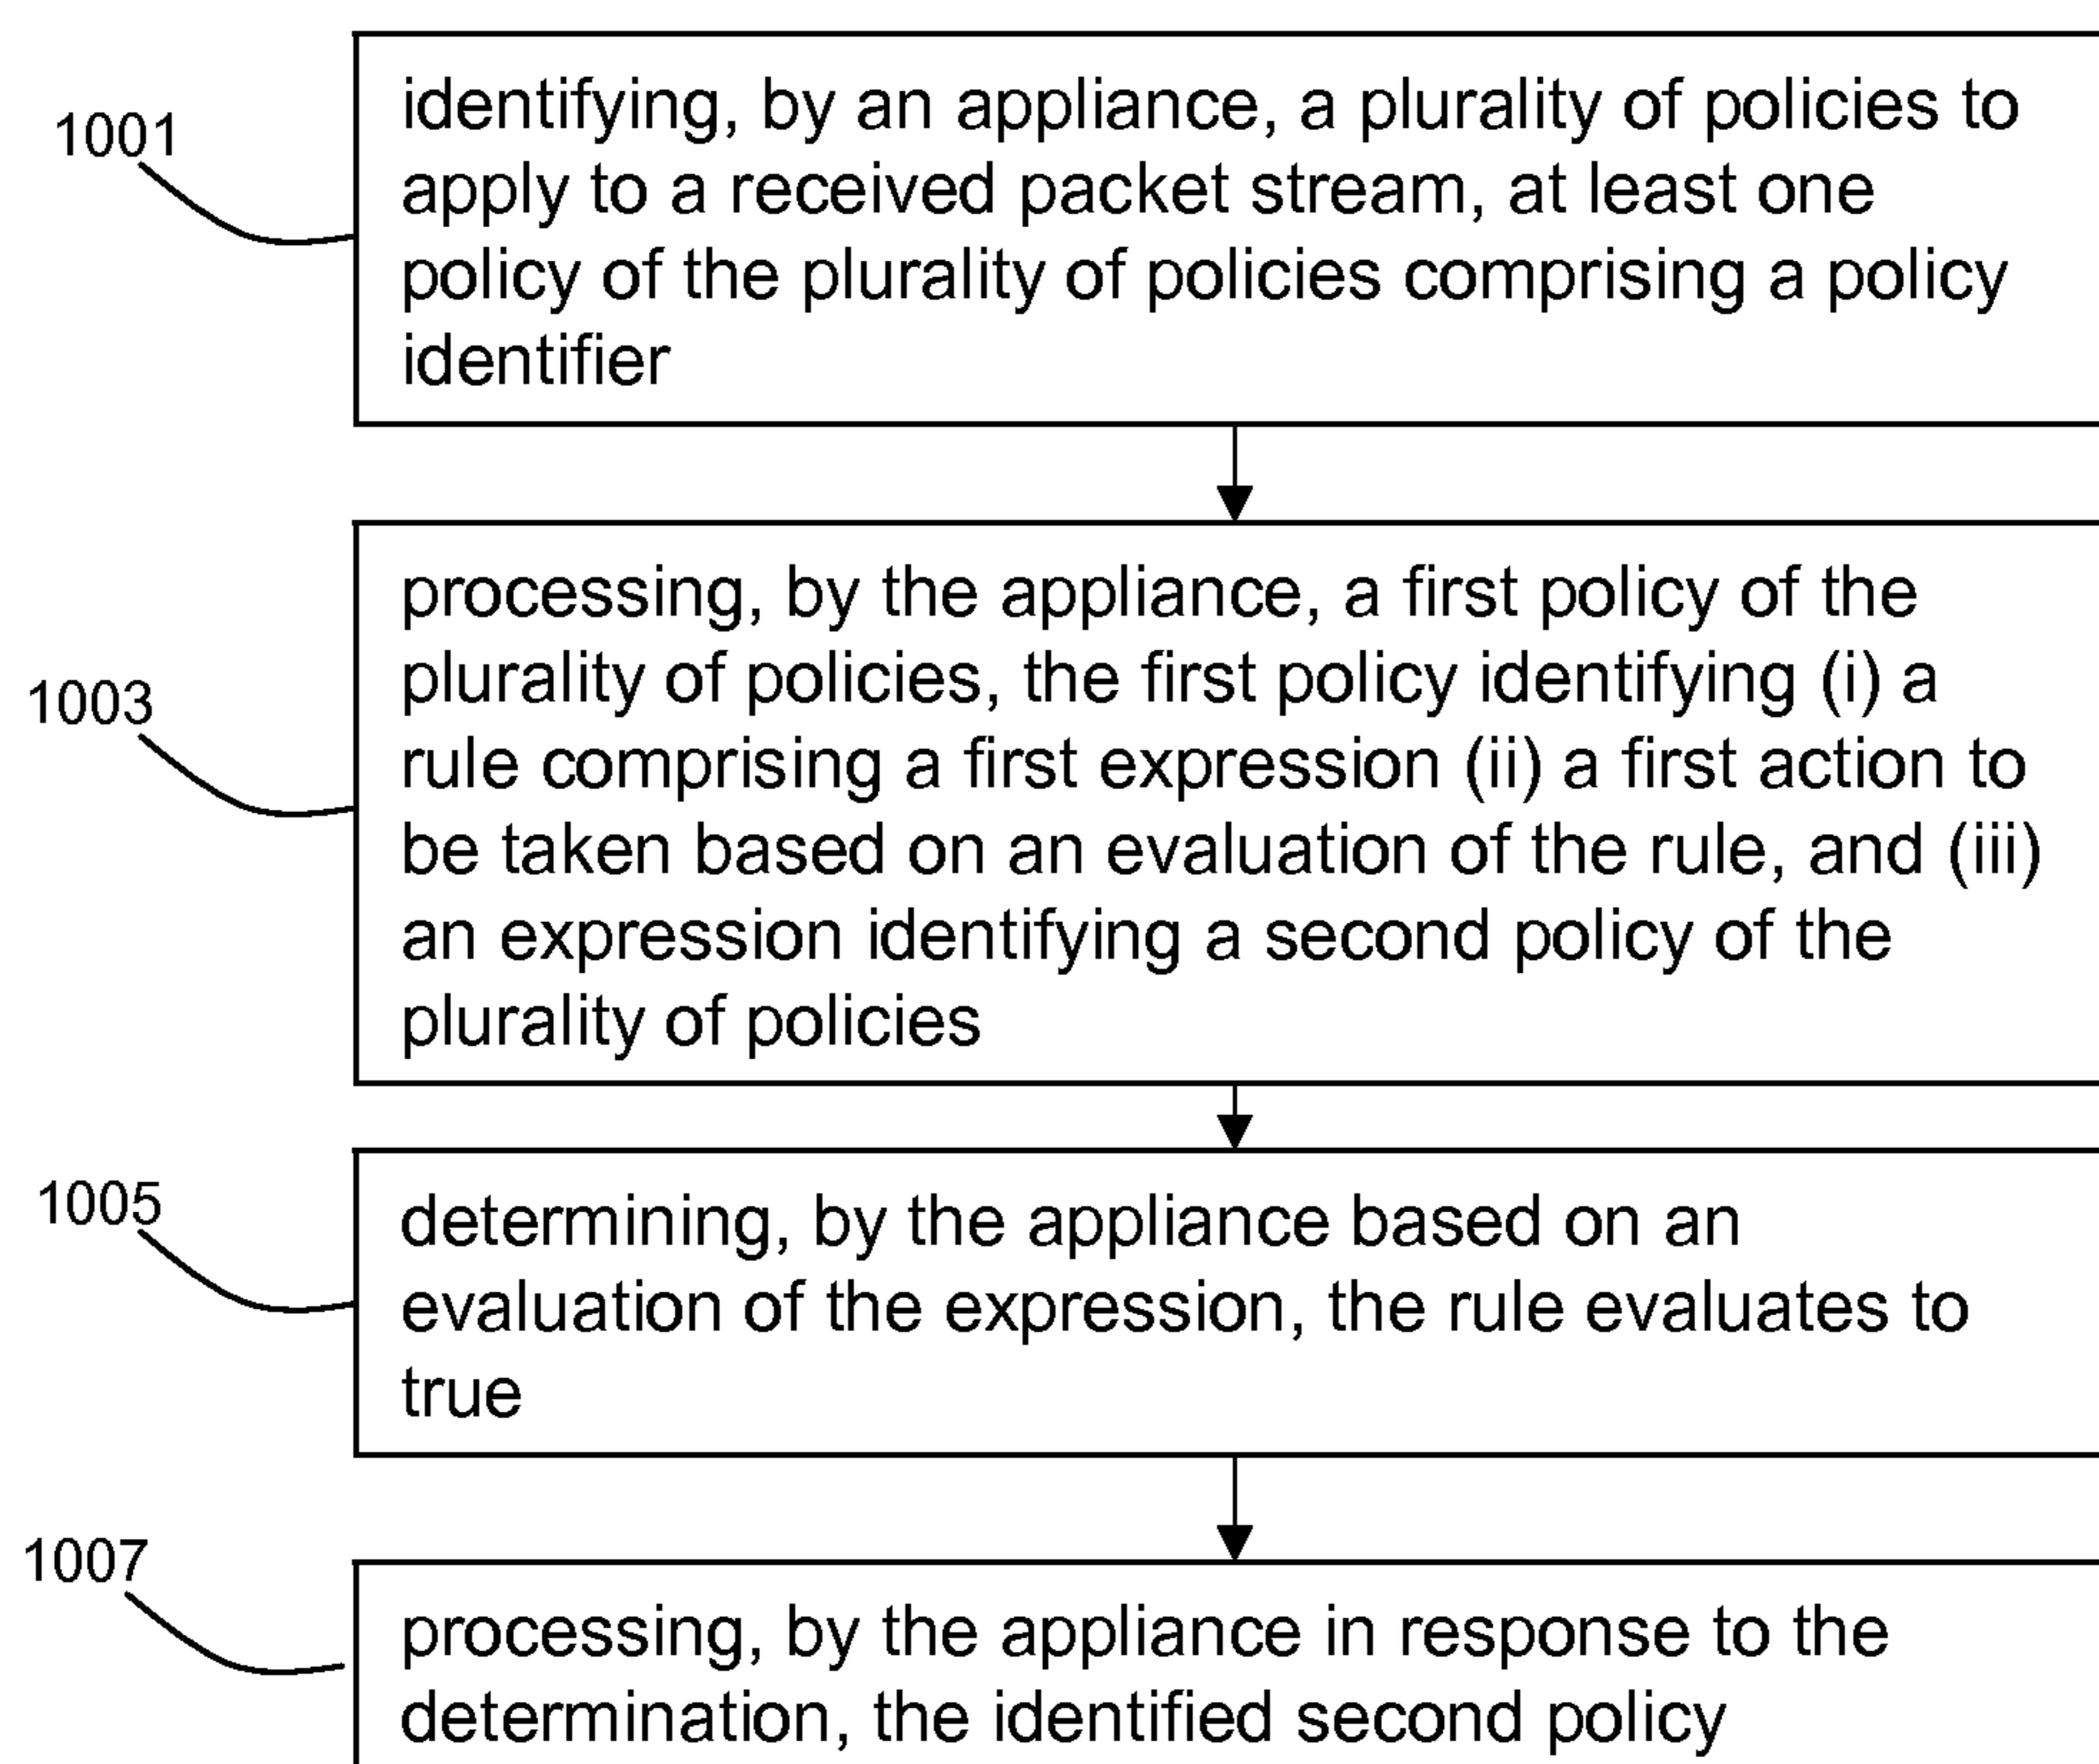 1001
identifying, by an appliance, a plurality of policies to
apply to a received packet stream, at least one
policy of the plurality of policies comprising a policy
identifier
1003
processing, by the appliance, a first policy of the
plurality of policies, the first policy identifying (i) a
rule comprising a first expression (ii) a first action to
be taken based on an evaluation of the rule, and (iii)
an expression identifying a second policy of the
plurality of policies
1005
determining, by the appliance based on an
evaluation of the expression, the rule evaluates to
true
1007
processing, by the appliance in response to the
determination, the identified second policy